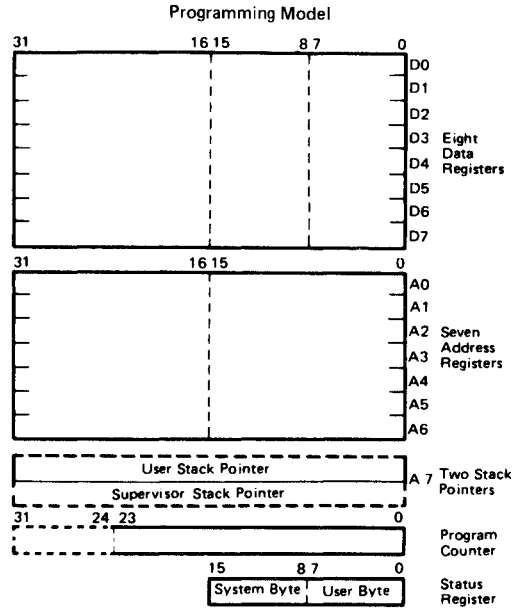 Programming Model
31 16 15 8 7 0
D0
D1
D2
D3 Eight
D4 Data
D5 Registers
D6
D7
31 16 15 0
A0
A1
A2 Seven
A3 Address
A4 Registers
A5
A6
User Stack Pointer
A 7 Two Stack
Supervisor Stack Pointer Pointers
31 24 23 0
Program
Counter
15 8 7 0
System Byte User Byte Status
Register